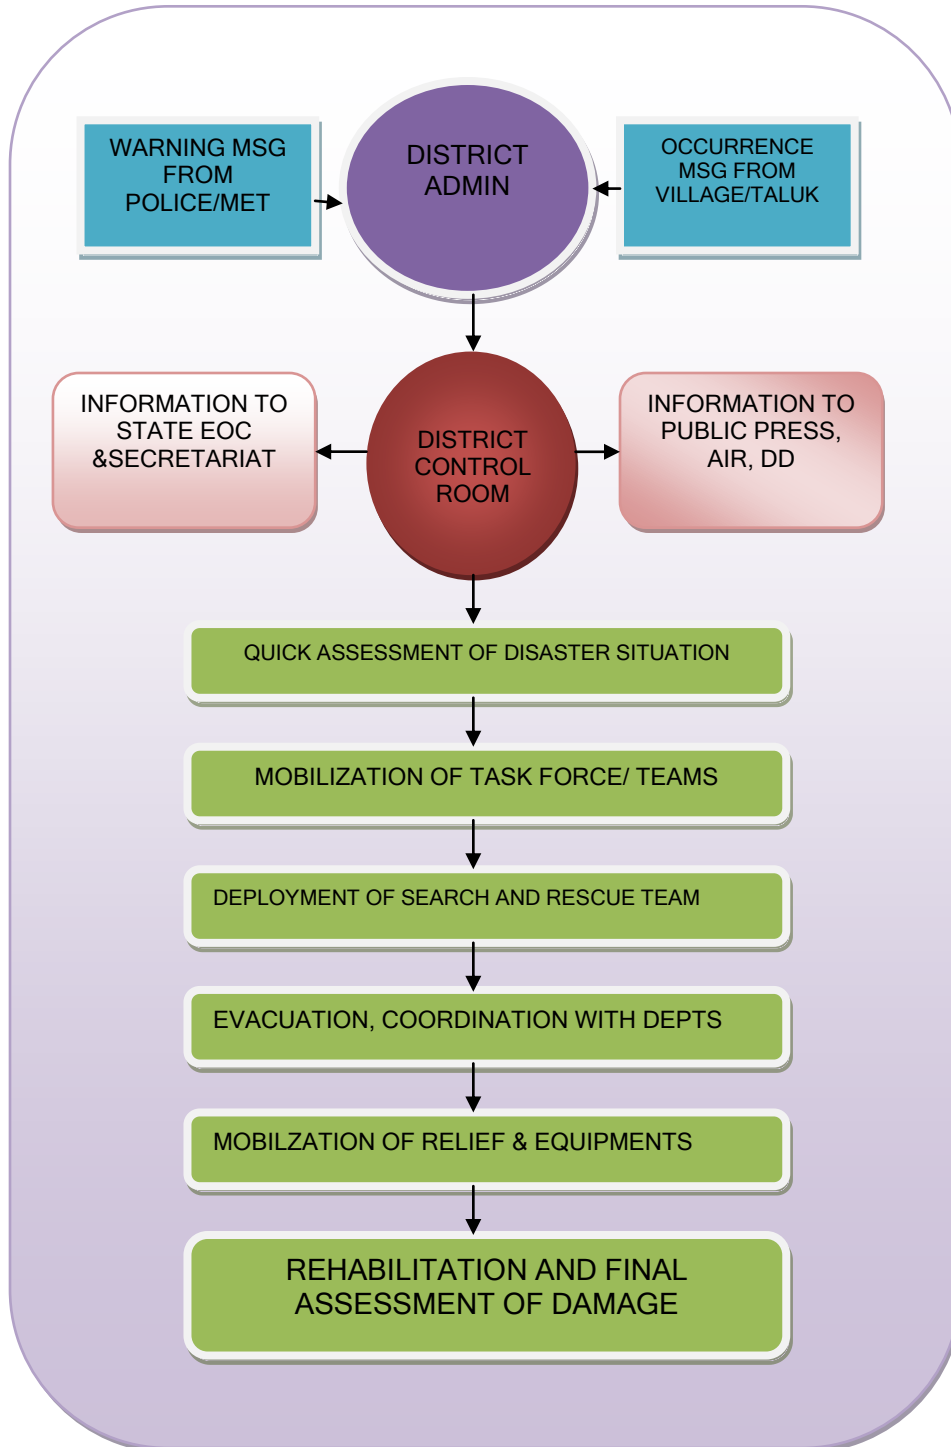 WARNING MSG
FROM
POLICE/MET
DISTRICT
ADMIN
OCCURRENCE
MSG FROM
VILLAGE/TALUK
INFORMATION TO
STATE EOC
&SECRETARIAT
DISTRICT
CONTROL
ROOM
INFORMATION TO
PUBLIC PRESS,
AIR, DD
QUICK ASSESSMENT OF DISASTER SITUATION
MOBILIZATION OF TASK FORCE/ TEAMS
DEPLOYMENT OF SEARCH AND RESCUE TEAM
EVACUATION, COORDINATION WITH DEPTS
MOBILZATION OF RELIEF & EQUIPMENTS
REHABILITATION AND FINAL
ASSESSMENT OF DAMAGE